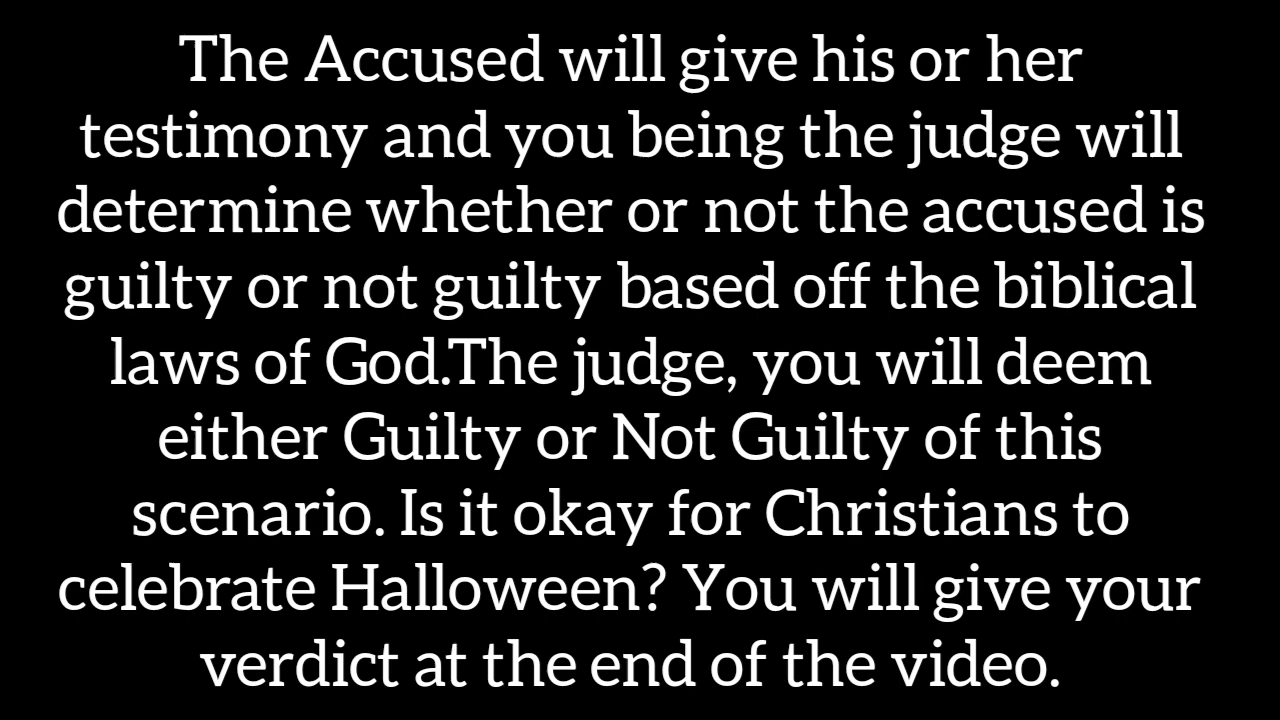 The Accused will give his or her
testimony and you being the judge will
determine whether or not the accused is
guilty or not guilty based off the biblical
laws of God.The judge, you will deem
either Guilty or Not Guilty of this
scenario. Is it okay for Christians to
celebrate Halloween? You will give your
verdict at the end of the video.